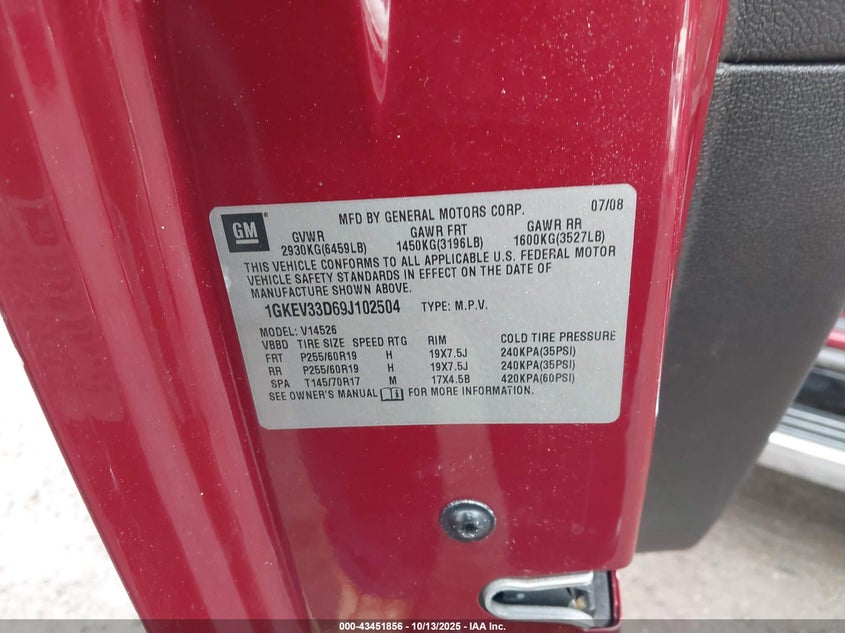 GM
MFD BY GENERAL MOTORS CORP. 07/08
GVWR GAWR FRT GAWR RR
2930KG(6459LB) 1450KG(3196LB) 1600KG(3527LB)
THIS VEHICLE CONFORMS TO ALL APPLICABLE U.S. FEDERAL MOTOR
VEHICLE SAFETY STANDARDS IN EFFECT ON THE DATE OF
MANUFACTURE SHOWN ABOVE.
1GKEV33D69J102504 TYPE: M.P.V.
MODEL: V14526
VBBD TIRE SIZE SPEED RTG RIM COLD TIRE PRESSURE
FRT P255/60R19 H 19X7.5J 240KPA(35PSI)
RR P255/60R19 H 19X7.5J 240KPA(35PSI)
SPA T145/70R17 M 17X4.5B 420KPA(60PSI)
SEE OWNER'S MANUAL FOR MORE INFORMATION.
000-43451856 | 10/13/2025 - IAA Inc.